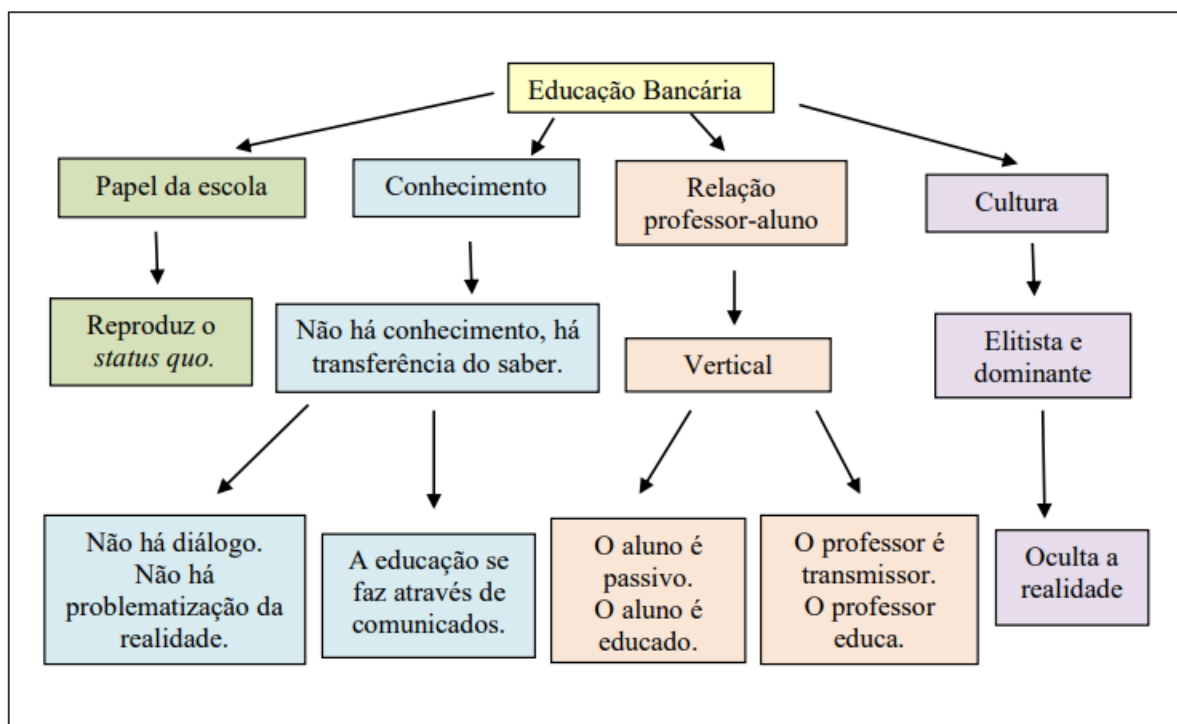 Educação Bancária
Papel da escola
Conhecimento
Relação
professor-aluno
Cultura
Reproduz o
status quo.
Não há conhecimento, há
transferência do saber.
Vertical
Elitista e
dominante
Não há diálogo.
Não há
problematização da
realidade.
A educação se
faz através de
comunicados.
O aluno é
passivo.
O aluno é
educado.
O professor é
transmissor.
O professor
educa.
Oculta a
realidade